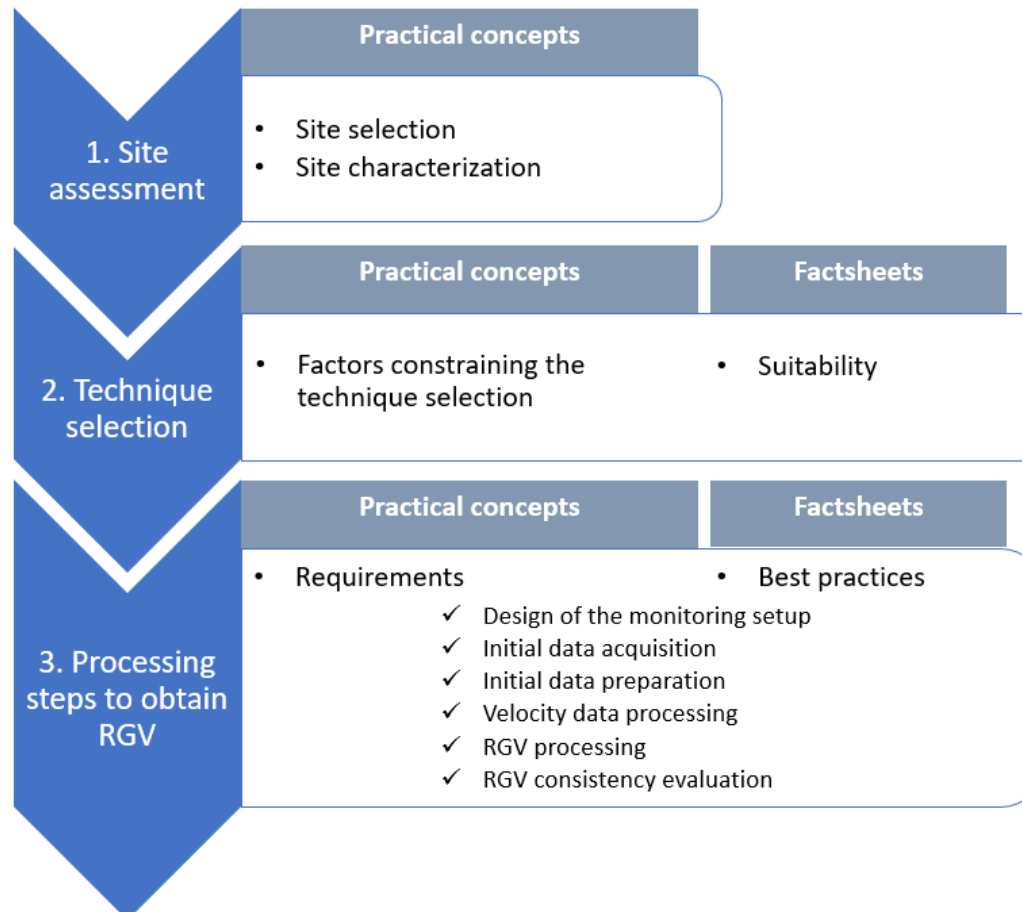 Practical concepts
1. Site
assessment
• Site selection
• Site characterization
Practical concepts
Factsheets
2. Technique
selection
• Factors constraining the
technique selection
• Suitability
Practical concepts
Factsheets
3. Processing
steps to obtain
RGV
• Requirements
• Best practices
✓ Design of the monitoring setup
✓ Initial data acquisition
✓ Initial data preparation
✓ Velocity data processing
✓ RGV processing
✓ RGV consistency evaluation